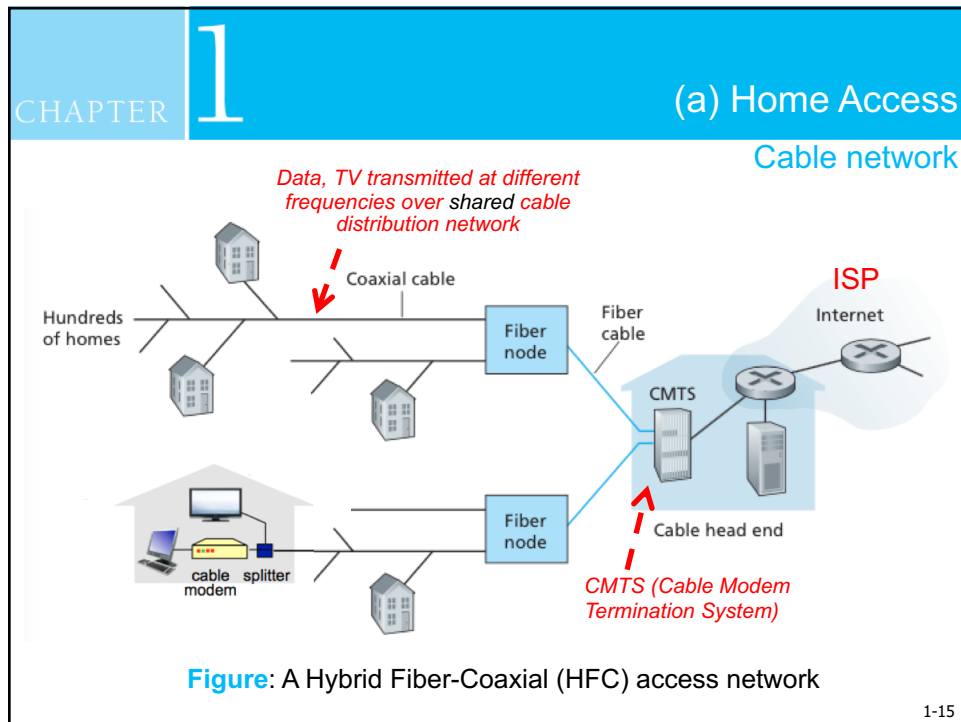 CHAPTER 1
(a) Home Access
Cable network
Data, TV transmitted at different
frequencies over shared cable
distribution network
Coaxial cable
Hundreds
of homes
Fiber
node
Fiber
cable
ISP
Internet
CMTS
Fiber
node
Cable head end
cable
modem
splitter
CMTS (Cable Modem
Termination System)
Figure: A Hybrid Fiber-Coaxial (HFC) access network
1-15